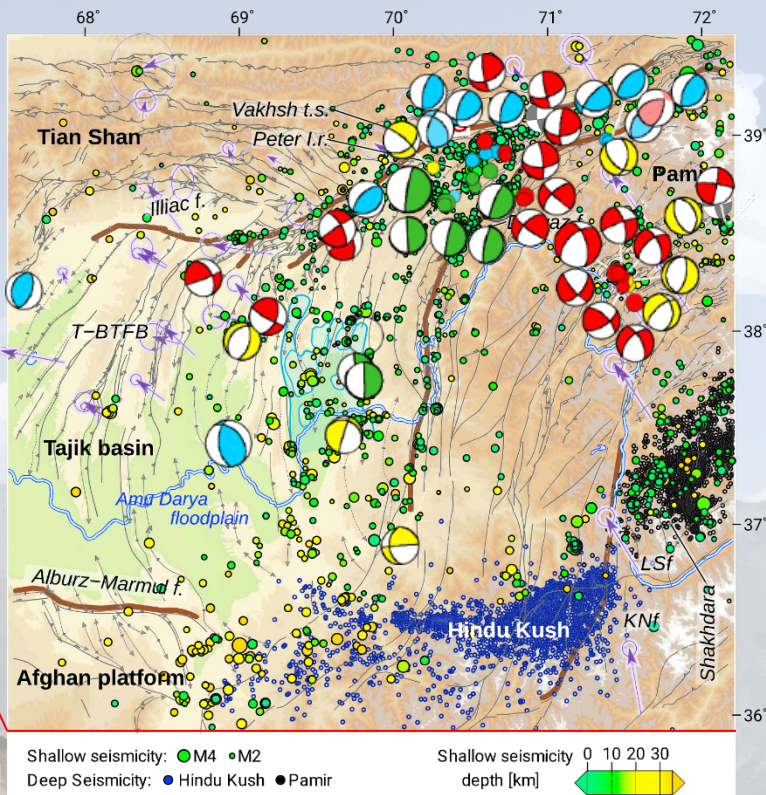 68° 69° 70° 71° 72°
Vakhsh t.s.
Tian Shan
Peter I.r.
39°
Pam
Illiac f.
T-BTFB
38°
Tajik basin
Amu Darya
floodplain
37°
LSf
Alburz-Marmul f.
Shakhdara
KNf
Hindu Kush
Afghan platform
36°
Shallow seismicity: M4 M2
Deep Seismicity: Hindu Kush Pamir
Shallow seismicity
depth [km]
0 10 20 30